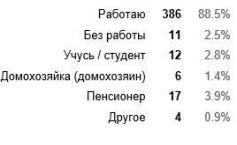 Работаю 386 88.5%
Без работы 11 2.5%
Учусь / студент 12 2.8%
Домохозяйка (домохозяин) 6 1.4%
Пенсионер 17 3.9%
Другое 4 0.9%